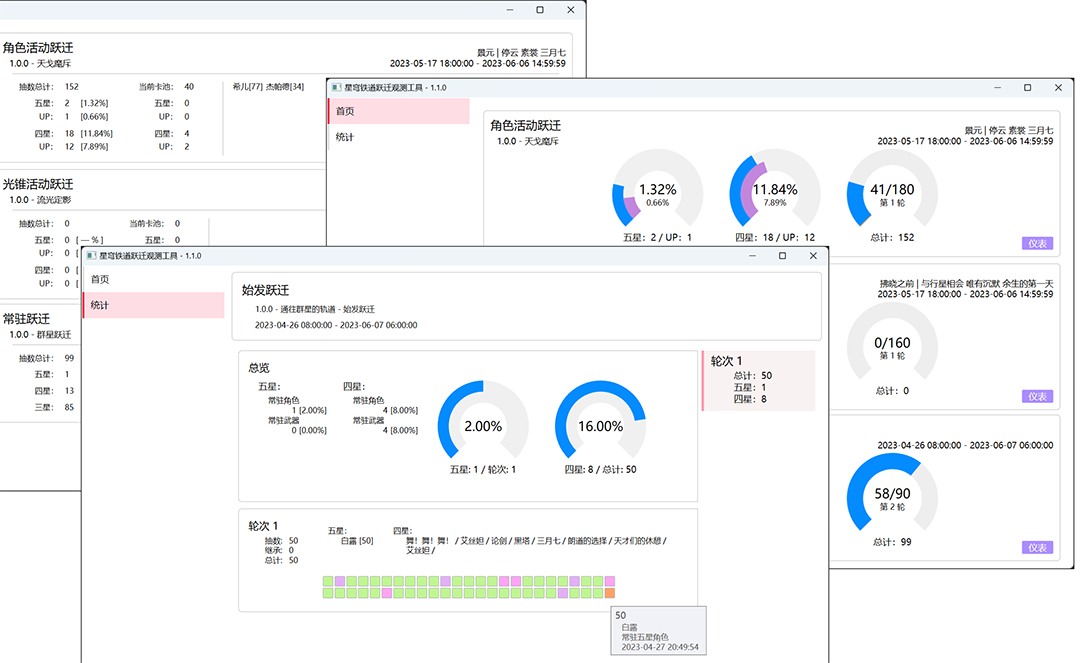 角色活动跃迁
1.0.0 - 天戈麾斥
景元 | 停云 素裳 三月七
2023-05-17 18:00:00 - 2023-06-06 14:59:59
抽数总计: 152 当前卡池: 40 希儿[77] 杰帕德[34]
五星: 2 [1.32%] 五星: 0
UP: 1 [0.66%] UP: 0
四星: 18 [11.84%] 四星: 4
UP: 12 [7.89%] UP: 2
光锥活动跃迁
1.0.0 - 流光定影
抽数总计: 0 当前卡池: 0
五星: 0 [ — % ] 五星: 0
UP: 0 [
四星: 0 [
UP: 0 [
常驻跃迁
1.0.0 - 群星跃迁
抽数总计: 99
五星: 1
四星: 13
三星: 85
星穹铁道跃迁观测工具 - 1.1.0
首页
统计
角色活动跃迁
1.0.0 - 天戈麾斥
景元 | 停云 素裳 三月七
2023-05-17 18:00:00 - 2023-06-06 14:59:59
1.32%
0.66%
五星: 2 / UP: 1
11.84%
7.89%
四星: 18 / UP: 12
41/180
第 1 轮
总计: 152
仪表
拂晓之前 | 与行星相会 唯有沉默 余生的第一天
2023-05-17 18:00:00 - 2023-06-06 14:59:59
0/160
第 1 轮
总计: 0
仪表
2023-04-26 08:00:00 - 2023-06-07 06:00:00
58/90
第 2 轮
总计: 99
仪表
星穹铁道跃迁观测工具 - 1.1.0
首页
统计
始发跃迁
1.0.0 - 通往群星的轨道 - 始发跃迁
2023-04-26 08:00:00 - 2023-06-07 06:00:00
总览
五星: 四星:
常驻角色 常驻角色
1 [2.00%] 4 [8.00%]
常驻武器 常驻武器
0 [0.00%] 4 [8.00%]
2.00%
五星: 1 / 轮次: 1
16.00%
四星: 8 / 总计: 50
轮次 1
总计: 50
五星: 1
四星: 8
轮次 1
抽数: 50
继承: 0
总计: 50
五星:
白露 [50]
四星:
舞！舞！舞！ / 艾丝妲 / 论剑 / 黑塔 / 三月七 / 朗道的选择 / 天才们的休憩 /
艾丝妲 /
50
白露
常驻五星角色
2023-04-27 20:49:54